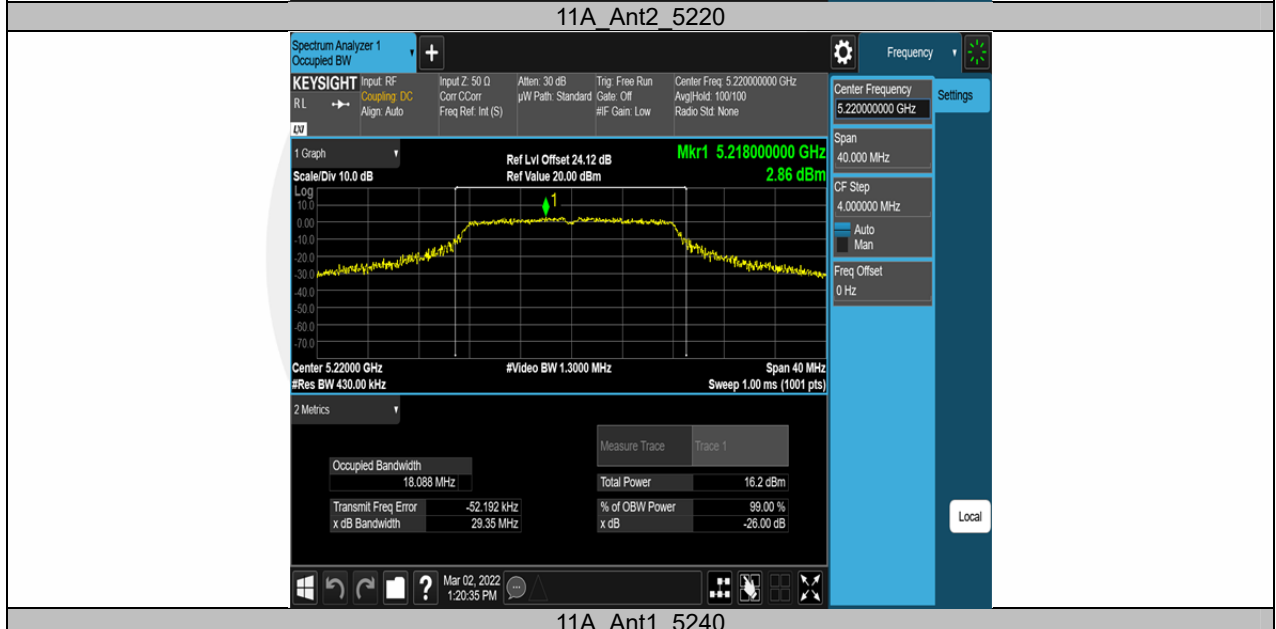 11A_Ant2_5220
Spectrum Analyzer 1
Occupied BW
+
Frequency
KEYSIGHT
RL
LXI
Input: RF
Coupling: DC
Align: Auto
Input Z: 50 Ω
Corr CCorr
Freq Ref: Int (S)
Atten: 30 dB
µW Path: Standard
Trig: Free Run
Gate: Off
#IF Gain: Low
Center Freq: 5.220000000 GHz
Avg|Hold: 100/100
Radio Std: None
Center Frequency
5.220000000 GHz
Settings
Span
40.000 MHz
CF Step
4.000000 MHz
Auto
Man
Freq Offset
0 Hz
Local
1 Graph
Scale/Div 10.0 dB
Ref Lvl Offset 24.12 dB
Ref Value 20.00 dBm
Mkr1 5.218000000 GHz
2.86 dBm
Log
1
10.0
0.00
-10.0
-20.0
-30.0
-40.0
-50.0
-60.0
-70.0
Center 5.22000 GHz
#Video BW 1.3000 MHz
Span 40 MHz
#Res BW 430.00 kHz
Sweep 1.00 ms (1001 pts)
2 Metrics
Measure Trace Trace 1
Occupied Bandwidth
18.088 MHz
Total Power 16.2 dBm
Transmit Freq Error -52.192 kHz
% of OBW Power 99.00 %
x dB Bandwidth 29.35 MHz
x dB -26.00 dB
?
Mar 02, 2022
1:20:35 PM
11A_Ant1_5240